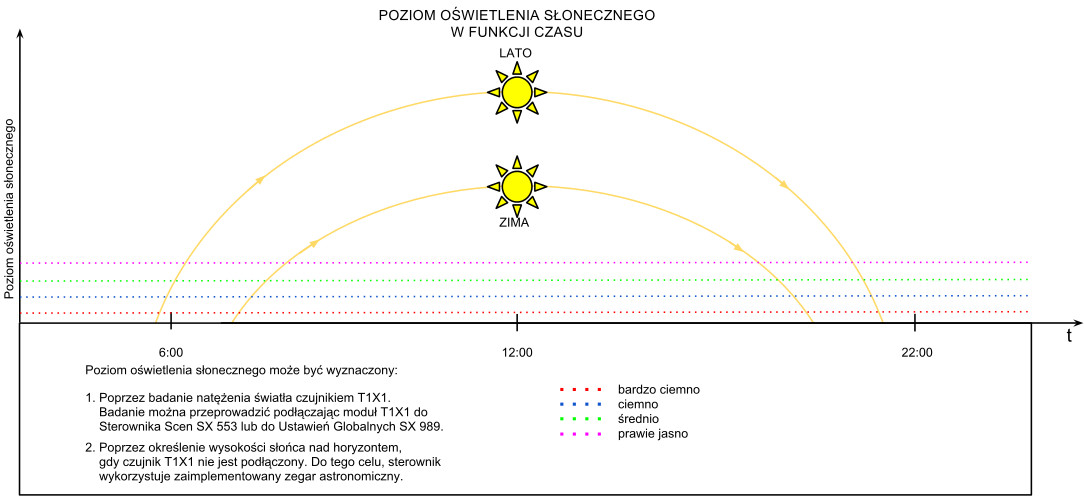 POZIOM OŚWIETLENIA SŁONECZNEGO
W FUNKCJI CZASU
LATO
ZIMA
Poziom oświetlenia słonecznego
t
6:00
12:00
22:00
Poziom oświetlenia słonecznego może być wyznaczony:
1. Poprzez badanie natężenia światła czujnikiem T1X1.
Badanie można przeprowadzić podłączając moduł T1X1 do
Sterownika Scen SX 553 lub do Ustawień Globalnych SX 989.
2. Poprzez określenie wysokości słońca nad horyzontem,
gdy czujnik T1X1 nie jest podłączony. Do tego celu, sterownik
wykorzystuje zaimplementowany zegar astronomiczny.
bardzo ciemno
ciemno
średnio
prawie jasno